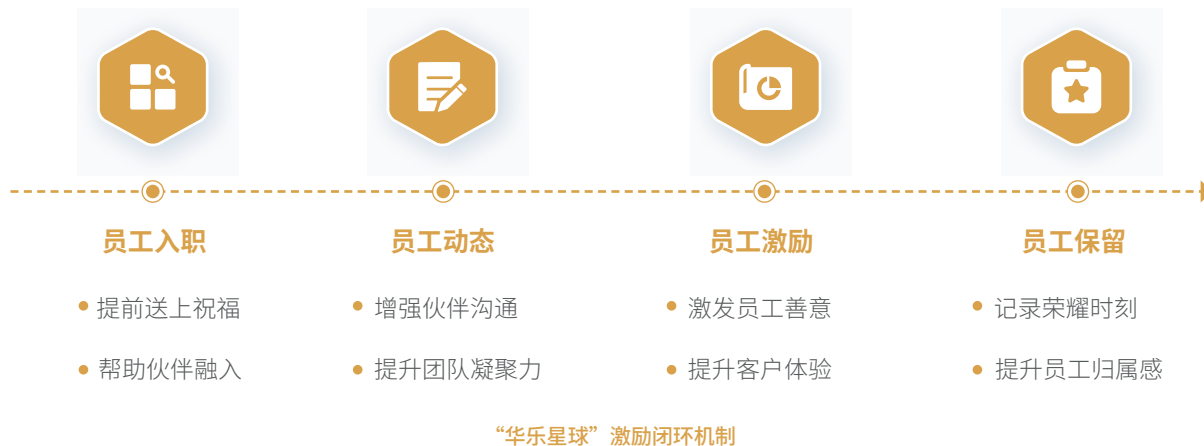 员工入职
员工动态
员工激励
员工保留
提前送上祝福
增强伙伴沟通
激发员工善意
记录荣耀时刻
帮助伙伴融入
提升团队凝聚力
提升客户体验
提升员工归属感
“华乐星球”激励闭环机制